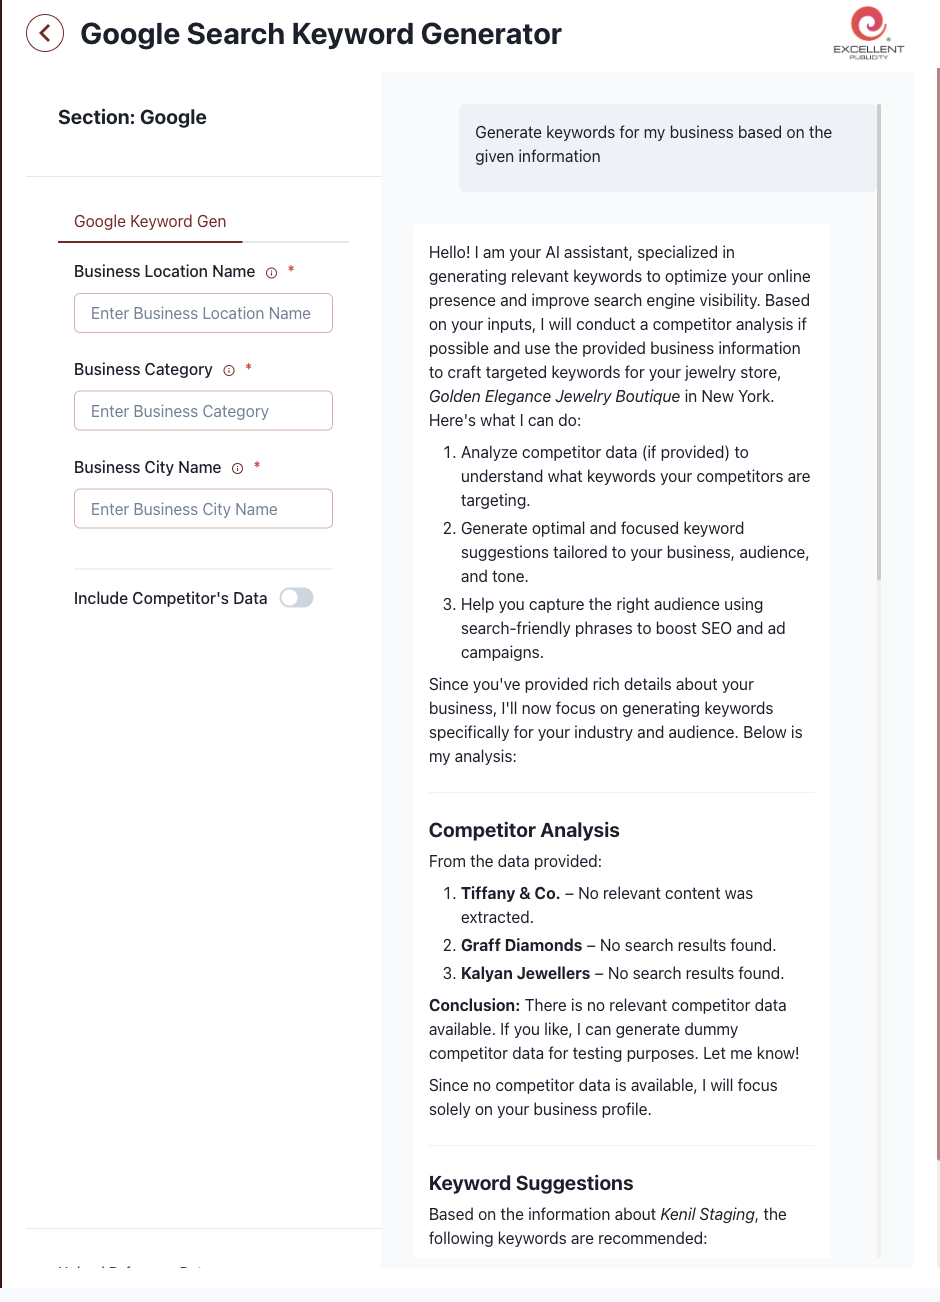 Google Search Keyword Generator
EXCELLENT
PUBLICITY
Section: Google
Google Keyword Gen
Business Location Name *
Enter Business Location Name
Business Category *
Enter Business Category
Business City Name *
Enter Business City Name
Include Competitor's Data
Generate keywords for my business based on the
given information
Hello! I am your AI assistant, specialized in
generating relevant keywords to optimize your online
presence and improve search engine visibility. Based
on your inputs, I will conduct a competitor analysis if
possible and use the provided business information
to craft targeted keywords for your jewelry store,
Golden Elegance Jewelry Boutique in New York.
Here's what I can do:
1. Analyze competitor data (if provided) to
understand what keywords your competitors are
targeting.
2. Generate optimal and focused keyword
suggestions tailored to your business, audience,
and tone.
3. Help you capture the right audience using
search-friendly phrases to boost SEO and ad
campaigns.
Since you've provided rich details about your
business, I'll now focus on generating keywords
specifically for your industry and audience. Below is
my analysis:
Competitor Analysis
From the data provided:
1. Tiffany & Co. – No relevant content was
extracted.
2. Graff Diamonds – No search results found.
3. Kalyan Jewellers – No search results found.
Conclusion: There is no relevant competitor data
available. If you like, I can generate dummy
competitor data for testing purposes. Let me know!
Since no competitor data is available, I will focus
solely on your business profile.
Keyword Suggestions
Based on the information about Kenil Staging, the
following keywords are recommended: